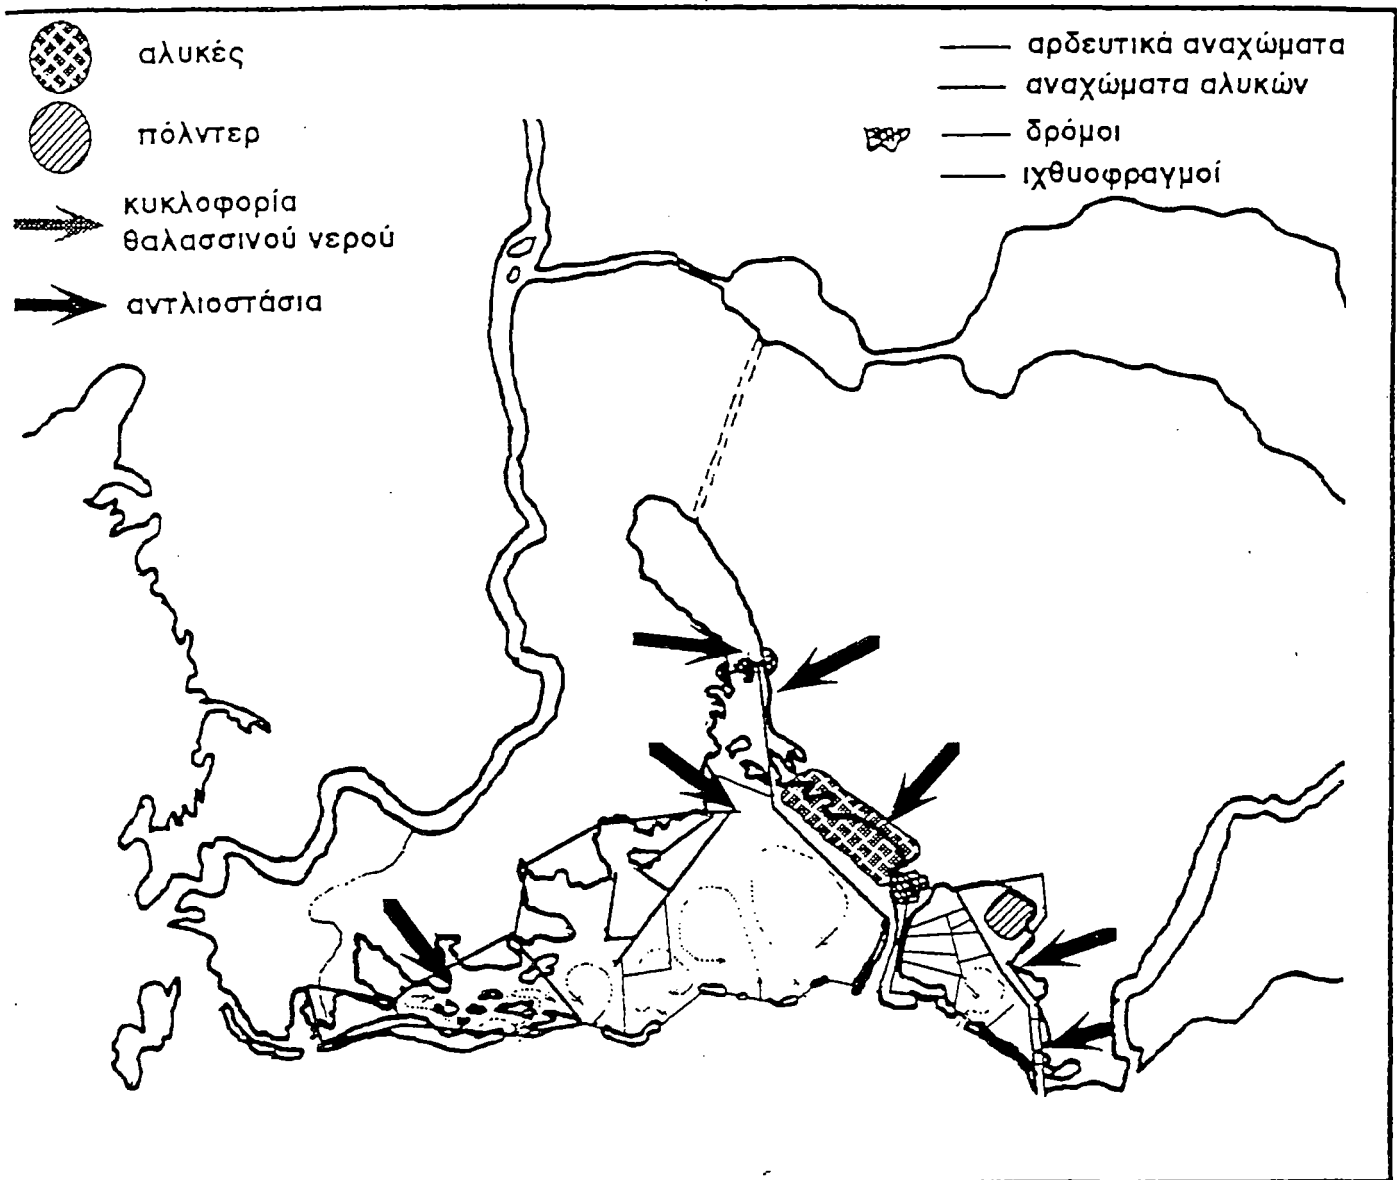 αλυκές
πόλντερ
κυκλοφορία
θαλασσινού νερού
αντλιοστάσια
αρδευτικά αναχώματα
αναχώματα αλυκών
δρόμοι
ιχθυοφραγμοί